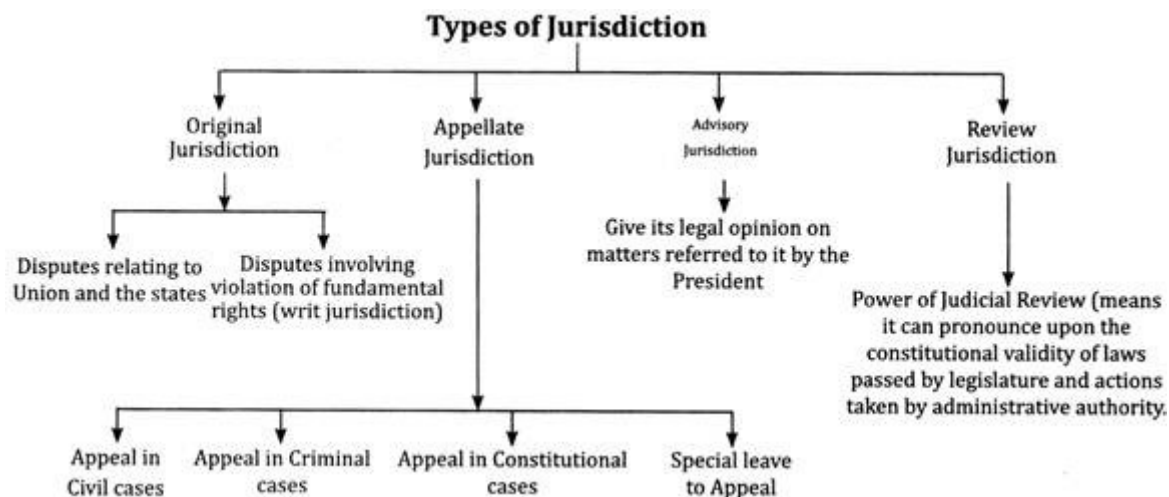 Types of Jurisdiction
Original
Jurisdiction
Appellate
Jurisdiction
Advisory
Jurisdiction
Review
Jurisdiction
Disputes relating to
Union and the states
Disputes involving
violation of fundamental
rights (writ jurisdiction)
Give its legal opinion on
matters referred to it by the
President
Power of Judicial Review (means
it can pronounce upon the
constitutional validity of laws
passed by legislature and actions
taken by administrative authority.
Appeal in
Civil cases
Appeal in Criminal
cases
Appeal in Constitutional
cases
Special leave
to Appeal